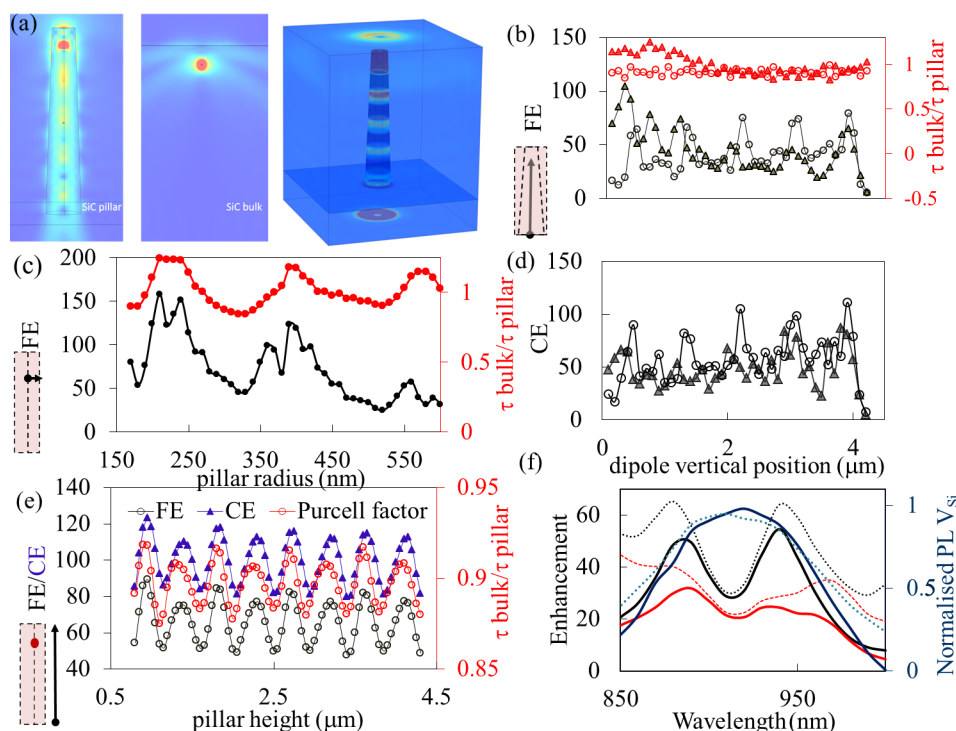 (a)
SiC pillar
SiC bulk
(b)
150
100
50
0
FE
1
0.5
0
-0.5
τ bulk/τ pillar
(c)
200
150
100
50
0
FE
1
0.5
0
τ bulk/τ pillar
150 250 350 450 550
pillar radius (nm)
(d)
150
100
50
0
CE
0 2 4
dipole vertical position (μm)
(e)
140
120
100
80
60
40
FE/CE
FE CE Purcell factor
0.95
0.9
0.85
τ bulk/τ pillar
0.5 2.5 4.5
pillar height (μm)
(f)
60
40
20
0
Enhancement
1
0.5
0
Normalised PL VSi
850 950
Wavelength (nm)